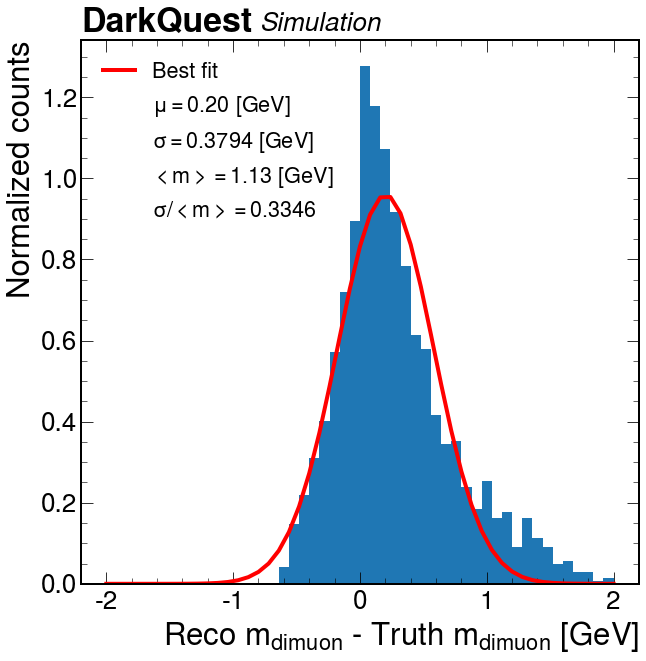 DarkQuest Simulation
Normalized counts
Best fit
μ = 0.20 [GeV]
σ = 0.3794 [GeV]
< m > = 1.13 [GeV]
σ/< m > = 0.3346
1.2
1.0
0.8
0.6
0.4
0.2
0.0
-2 -1 0 1 2
Reco m_dimuon - Truth m_dimuon [GeV]